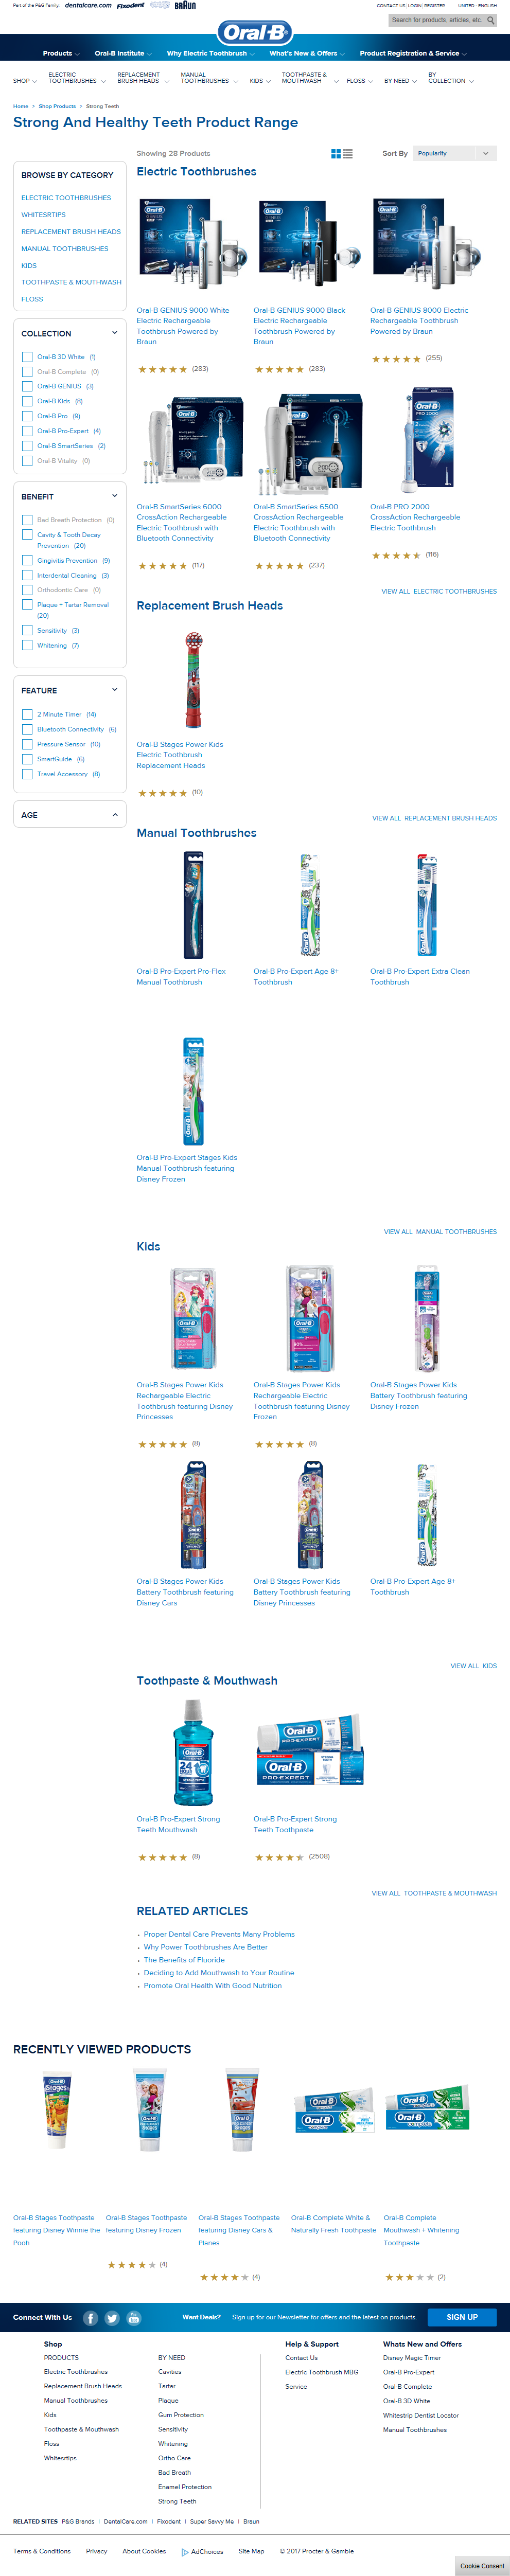 Part of the P&G Family: dentalcare.com Fixodent BRAUN
CONTACT US LOGIN REGISTER UNITED - ENGLISH
Search for products, articles, etc.
Oral-B
Products
Oral-B Institute
Why Electric Toothbrush
What's New & Offers
Product Registration & Service
SHOP
ELECTRIC TOOTHBRUSHES
REPLACEMENT BRUSH HEADS
MANUAL TOOTHBRUSHES
KIDS
TOOTHPASTE & MOUTHWASH
FLOSS
BY NEED
BY COLLECTION
Home > Shop Products > Strong Teeth
Strong And Healthy Teeth Product Range
BROWSE BY CATEGORY
ELECTRIC TOOTHBRUSHES
WHITESRTIPS
REPLACEMENT BRUSH HEADS
MANUAL TOOTHBRUSHES
KIDS
TOOTHPASTE & MOUTHWASH
FLOSS
COLLECTION
Oral-B 3D White (1)
Oral-B Complete (0)
Oral-B GENIUS (3)
Oral-B Kids (8)
Oral-B Pro (9)
Oral-B Pro-Expert (4)
Oral-B SmartSeries (2)
Oral-B Vitality (0)
BENEFIT
Bad Breath Protection (0)
Cavity & Tooth Decay
Prevention (20)
Gingivitis Prevention (9)
Interdental Cleaning (3)
Orthodontic Care (0)
Plaque + Tartar Removal
(20)
Sensitivity (3)
Whitening (7)
FEATURE
2 Minute Timer (14)
Bluetooth Connectivity (6)
Pressure Sensor (10)
SmartGuide (6)
Travel Accessory (8)
AGE
Showing 28 Products
Sort By Popularity
Electric Toothbrushes
Oral-B GENIUS 9000 White
Electric Rechargeable
Toothbrush Powered by
Braun
(283)
Oral-B GENIUS 9000 Black
Electric Rechargeable
Toothbrush Powered by
Braun
(283)
Oral-B GENIUS 8000 Electric
Rechargeable Toothbrush
Powered by Braun
(255)
Oral-B SmartSeries 6000
CrossAction Rechargeable
Electric Toothbrush with
Bluetooth Connectivity
(117)
Oral-B SmartSeries 6500
CrossAction Rechargeable
Electric Toothbrush with
Bluetooth Connectivity
(237)
Oral-B PRO 2000
CrossAction Rechargeable
Electric Toothbrush
(116)
VIEW ALL ELECTRIC TOOTHBRUSHES
Replacement Brush Heads
Oral-B Stages Power Kids
Electric Toothbrush
Replacement Heads
(10)
VIEW ALL REPLACEMENT BRUSH HEADS
Manual Toothbrushes
Oral-B Pro-Expert Pro-Flex
Manual Toothbrush
Oral-B Pro-Expert Age 8+
Toothbrush
Oral-B Pro-Expert Extra Clean
Toothbrush
Oral-B Pro-Expert Stages Kids
Manual Toothbrush featuring
Disney Frozen
VIEW ALL MANUAL TOOTHBRUSHES
Kids
Oral-B Stages Power Kids
Rechargeable Electric
Toothbrush featuring Disney
Princesses
(8)
Oral-B Stages Power Kids
Rechargeable Electric
Toothbrush featuring Disney
Frozen
(8)
Oral-B Stages Power Kids
Battery Toothbrush featuring
Disney Frozen
Oral-B Stages Power Kids
Battery Toothbrush featuring
Disney Cars
Oral-B Stages Power Kids
Battery Toothbrush featuring
Disney Princesses
Oral-B Pro-Expert Age 8+
Toothbrush
VIEW ALL KIDS
Toothpaste & Mouthwash
Oral-B Pro-Expert Strong
Teeth Mouthwash
(8)
Oral-B Pro-Expert Strong
Teeth Toothpaste
(2508)
VIEW ALL TOOTHPASTE & MOUTHWASH
RELATED ARTICLES
Proper Dental Care Prevents Many Problems
Why Power Toothbrushes Are Better
The Benefits of Fluoride
Deciding to Add Mouthwash to Your Routine
Promote Oral Health With Good Nutrition
RECENTLY VIEWED PRODUCTS
Oral-B Stages Toothpaste
featuring Disney Winnie the
Pooh
Oral-B Stages Toothpaste
featuring Disney Frozen
(4)
Oral-B Stages Toothpaste
featuring Disney Cars &
Planes
(4)
Oral-B Complete White &
Naturally Fresh Toothpaste
Oral-B Complete
Mouthwash + Whitening
Toothpaste
(2)
Connect With Us
Want Deals? Sign up for our Newsletter for offers and the latest on products.
SIGN UP
Shop
PRODUCTS
Electric Toothbrushes
Replacement Brush Heads
Manual Toothbrushes
Kids
Toothpaste & Mouthwash
Floss
Whitesrtips
BY NEED
Cavities
Tartar
Plaque
Gum Protection
Sensitivity
Whitening
Ortho Care
Bad Breath
Enamel Protection
Strong Teeth
Help & Support
Contact Us
Electric Toothbrush MBG
Service
Whats New and Offers
Disney Magic Timer
Oral-B Pro-Expert
Oral-B Complete
Oral-B 3D White
Whitestrip Dentist Locator
Manual Toothbrushes
RELATED SITES P&G Brands | DentalCare.com | Fixodent | Super Savvy Me | Braun
Terms & Conditions Privacy About Cookies AdChoices Site Map © 2017 Procter & Gamble
Cookie Consent